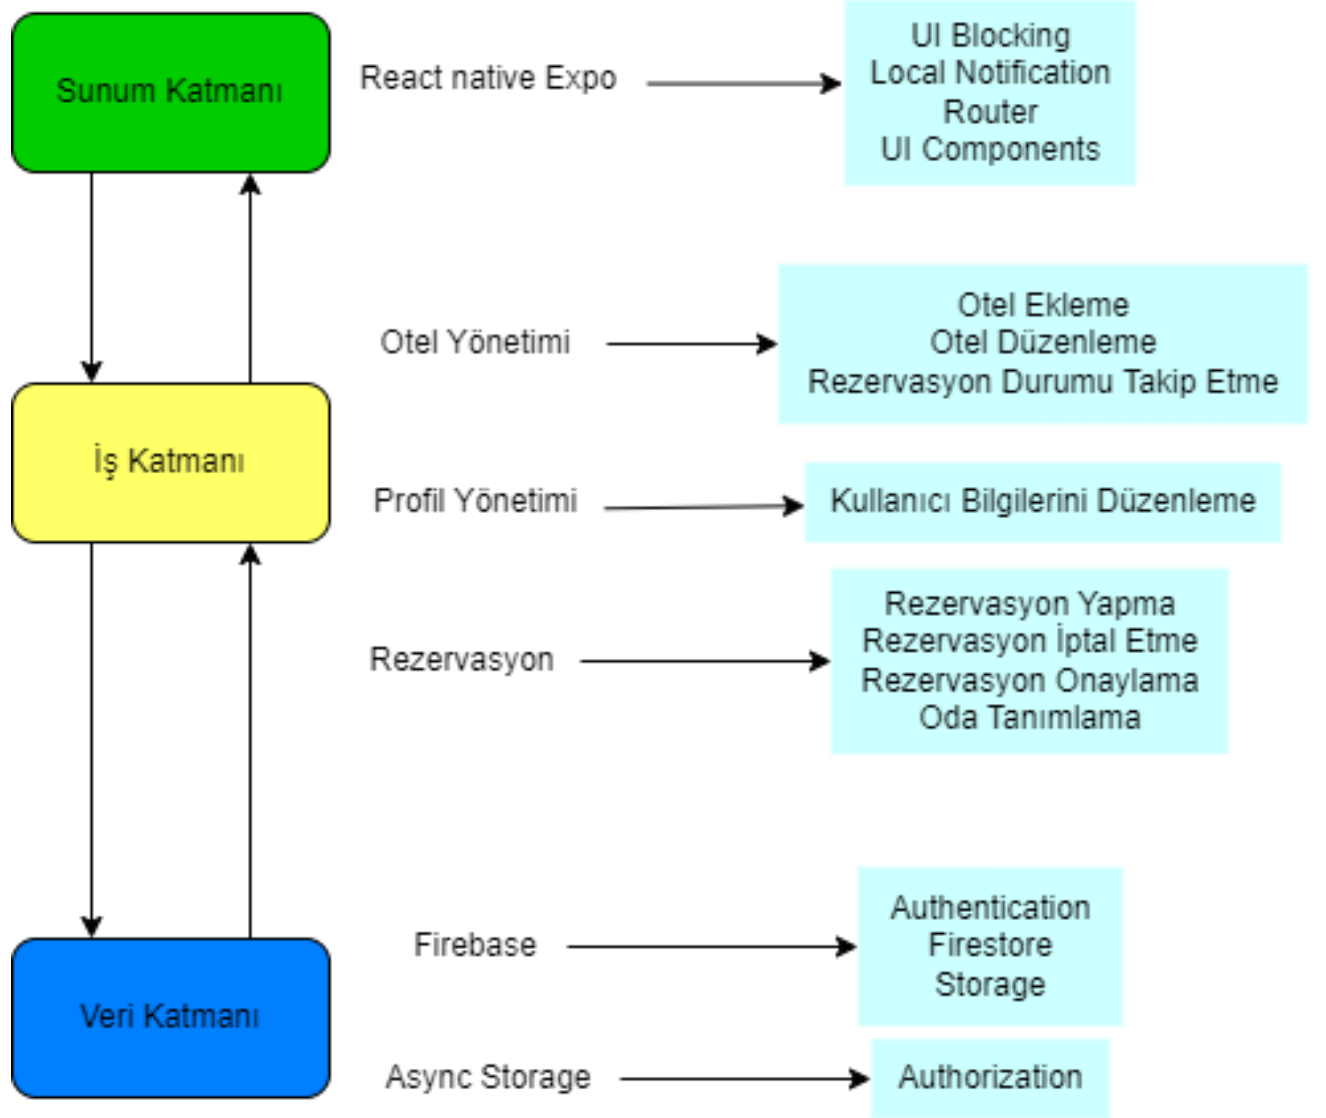 Sunum Katmanı
React native Expo
UI Blocking
Local Notification
Router
UI Components
İş Katmanı
Otel Yönetimi
Otel Ekleme
Otel Düzenleme
Rezervasyon Durumu Takip Etme
Profil Yönetimi
Kullanıcı Bilgilerini Düzenleme
Rezervasyon
Rezervasyon Yapma
Rezervasyon İptal Etme
Rezervasyon Onaylama
Oda Tanımlama
Veri Katmanı
Firebase
Authentication
Firestore
Storage
Async Storage
Authorization